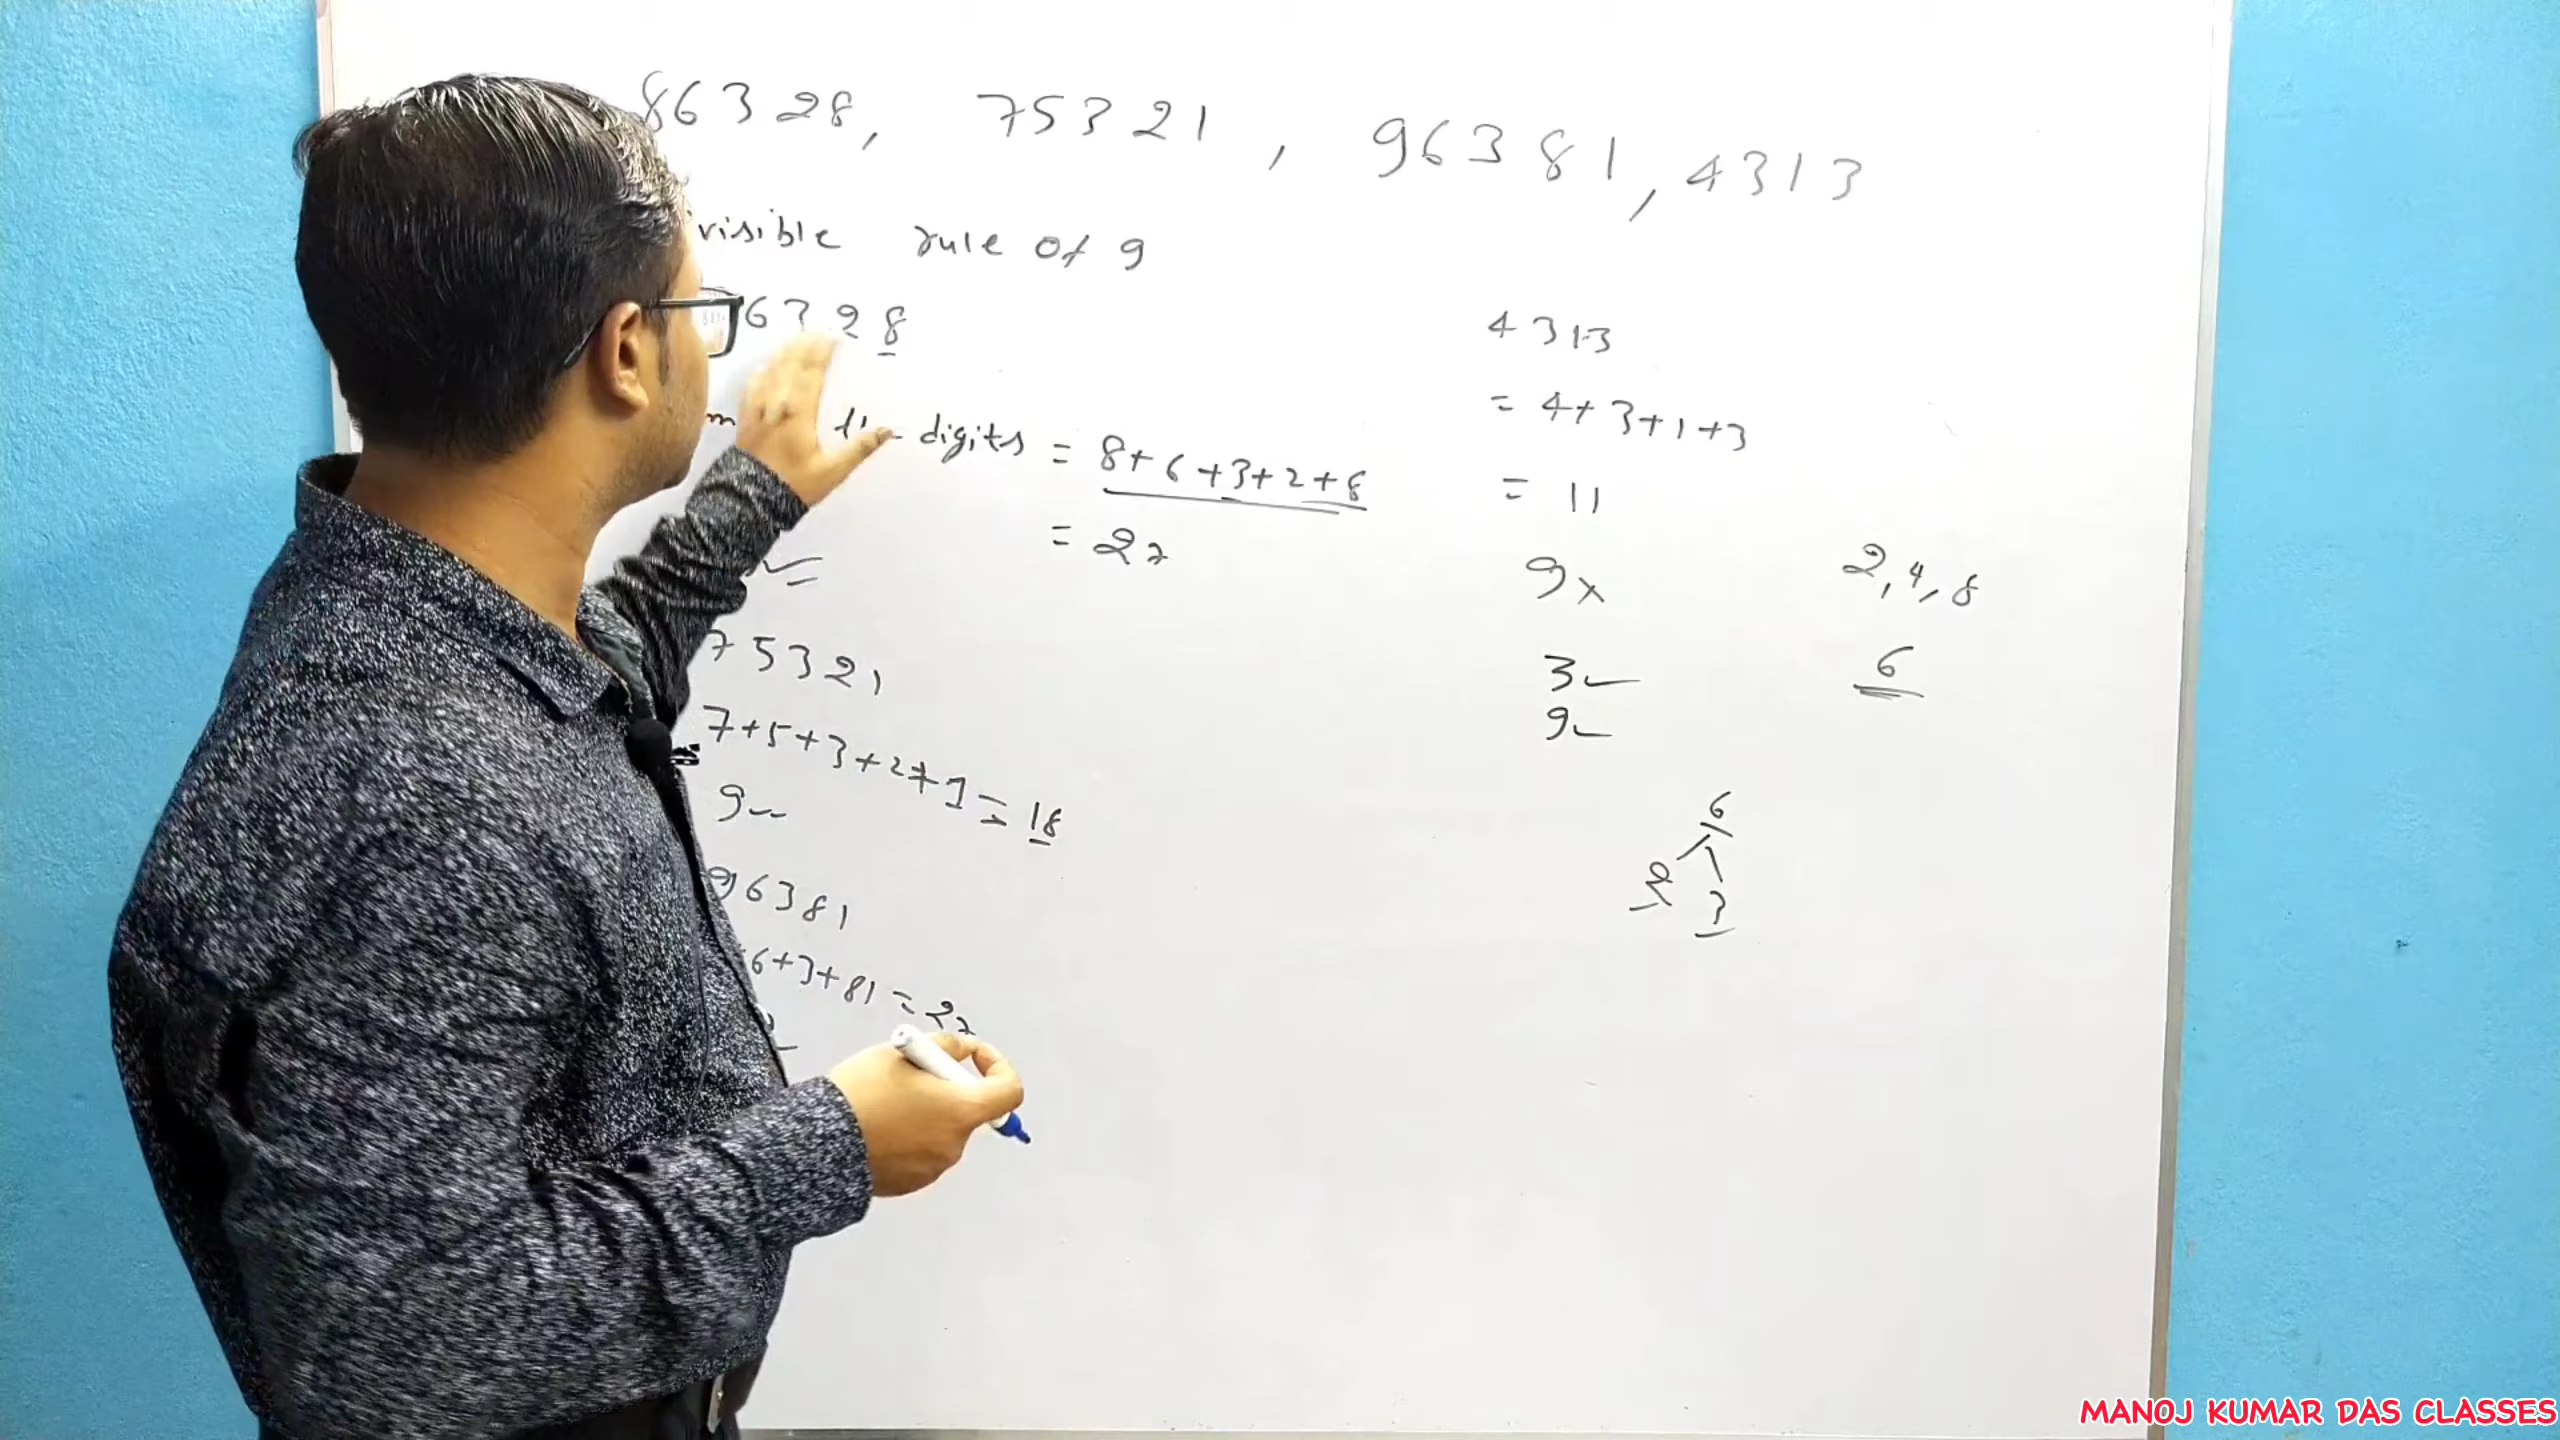 86328, 75321, 96381, 4313
visible rule of 9
6328
digits = 8+6+3+2+8
= 27
75321
7+5+3+2+1 = 18
9
96381
6+3+81 = 27
4313
= 4+3+1+3
= 11
9x
3
9
2, 4, 8
6
6
2 3
MANOJ KUMAR DAS CLASSES